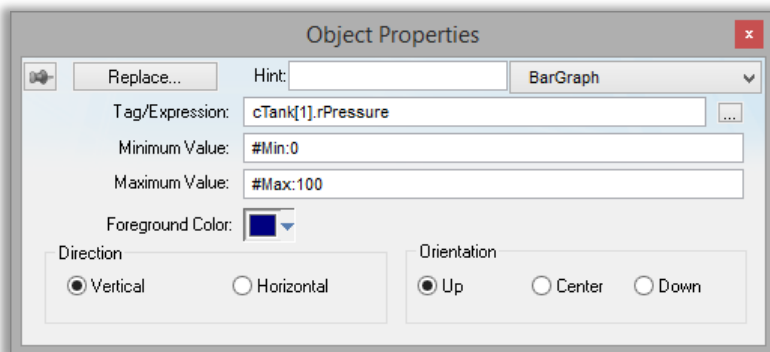 Object Properties
x
Replace... Hint: BarGraph
Tag/Expression: cTank[1].rPressure ...
Minimum Value: #Min:0
Maximum Value: #Max:100
Foreground Color:
Direction Orientation
Vertical Horizontal Up Center Down